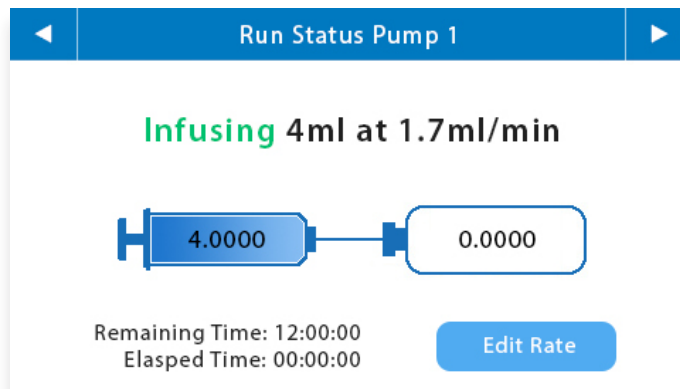 Run Status Pump 1
Infusing 4ml at 1.7ml/min
4.0000
0.0000
Remaining Time: 12:00:00
Elasped Time: 00:00:00
Edit Rate